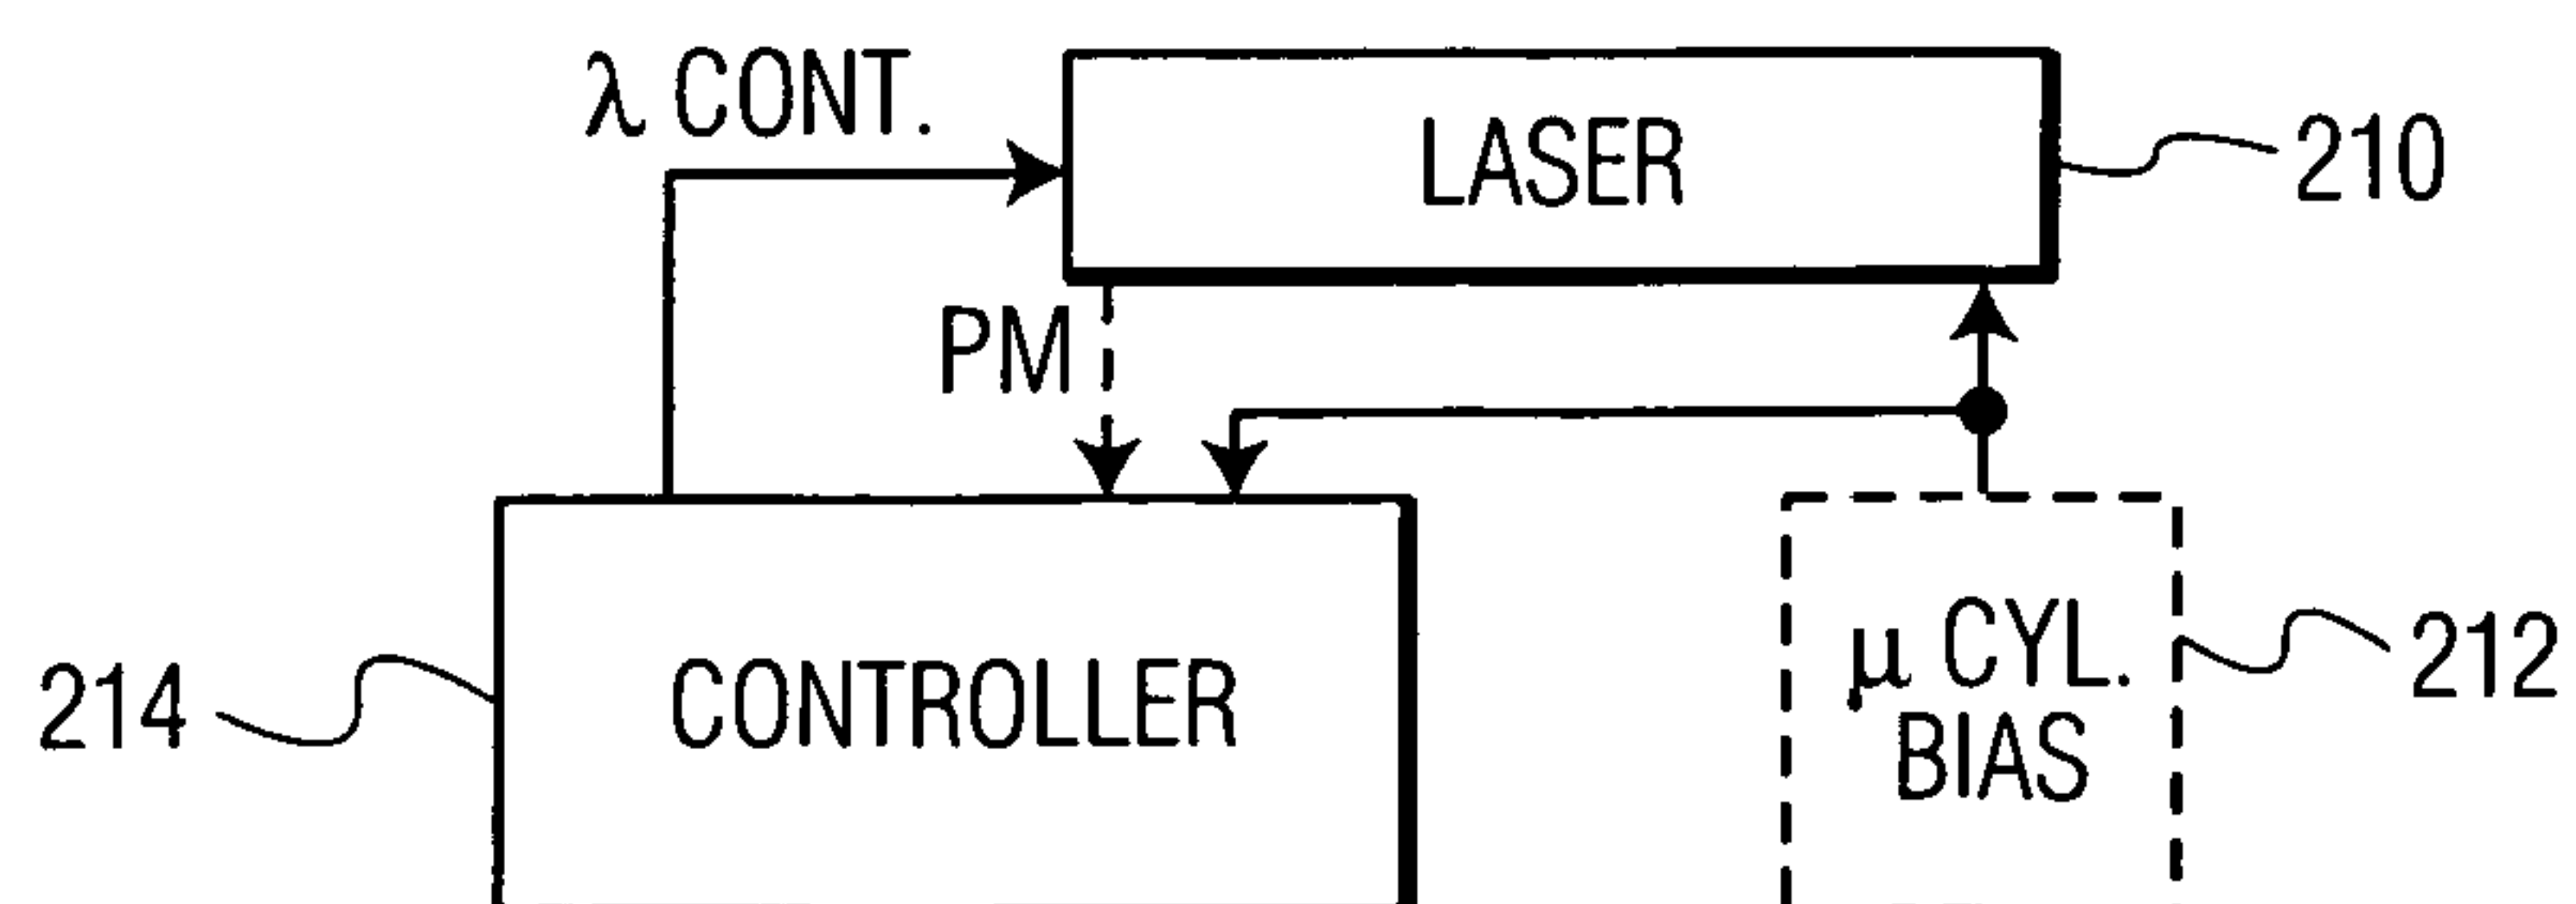 λ CONT.
LASER
210
PM
214
CONTROLLER
μ CYL.
BIAS
212